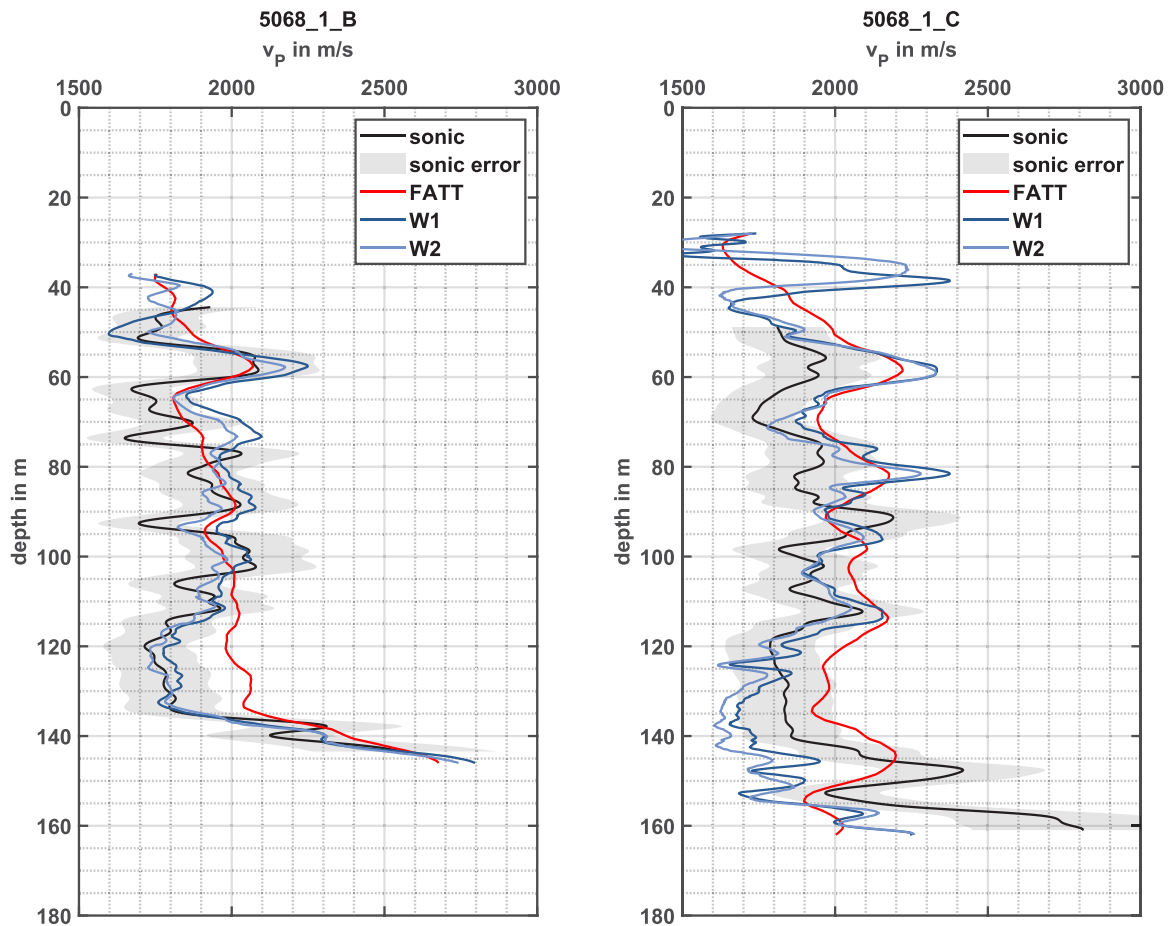 5068_1_B
v_P in m/s
1500 2000 2500 3000
0
20
40
60
80
100
120
140
160
180
depth in m
sonic
sonic error
FATT
W1
W2
5068_1_C
v_P in m/s
1500 2000 2500 3000
0
20
40
60
80
100
120
140
160
180
depth in m
sonic
sonic error
FATT
W1
W2